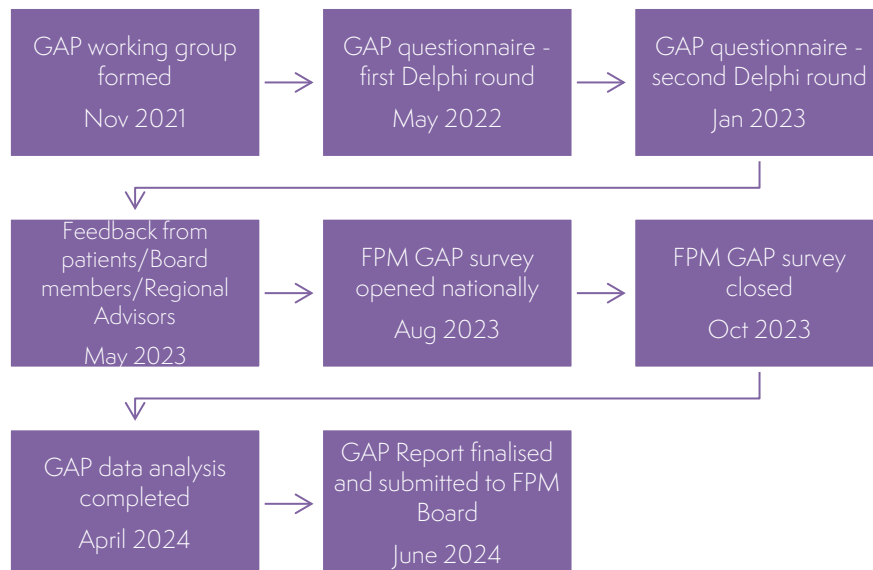 GAP working group
formed
Nov 2021
GAP questionnaire -
first Delphi round
May 2022
GAP questionnaire -
second Delphi round
Jan 2023
Feedback from
patients/Board
members/Regional
Advisors
May 2023
FPM GAP survey
opened nationally
Aug 2023
FPM GAP survey
closed
Oct 2023
GAP data analysis
completed
April 2024
GAP Report finalised
and submitted to FPM
Board
June 2024